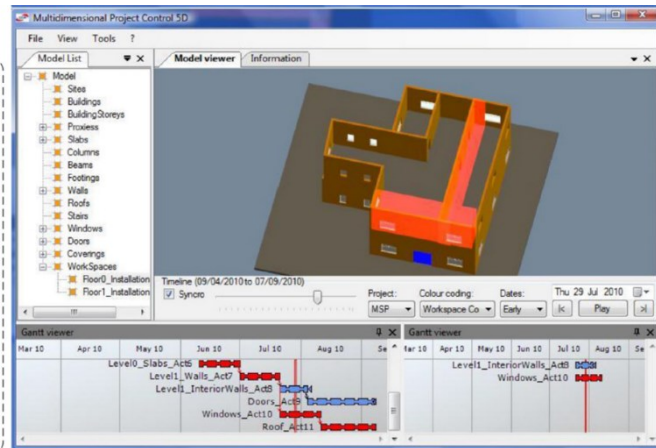 Multidimensional Project Control 5D
File View Tools ?
Model List
Model viewer Information
Model
Sites
Buildings
BuildingStoreys
Proxies
Slabs
Columns
Beams
Footings
Walls
Roofs
Stairs
Windows
Doors
Coverings
WorkSpaces
Floor0_Installation
Floor1_Installation
Timeline (09/04/2010 to 07/09/2010)
Syncro
Project: Colour coding: Dates: Thu 29 Jul 2010
MSP Workspace Co Early Play
Gantt viewer
Mar 10 Apr 10 May 10 Jun 10 Jul 10 Aug 10 Se
Level0_Slabs_Act6
Level1_Walls_Act7
Level1_InteriorWalls_Act8
Doors_Act9
Windows_Act10
Roof_Act11
Gantt viewer
Mar 10 Apr 10 May 10 Jun 10 Jul 10 Aug 10
Level1_InteriorWalls_Act8
Windows_Act10